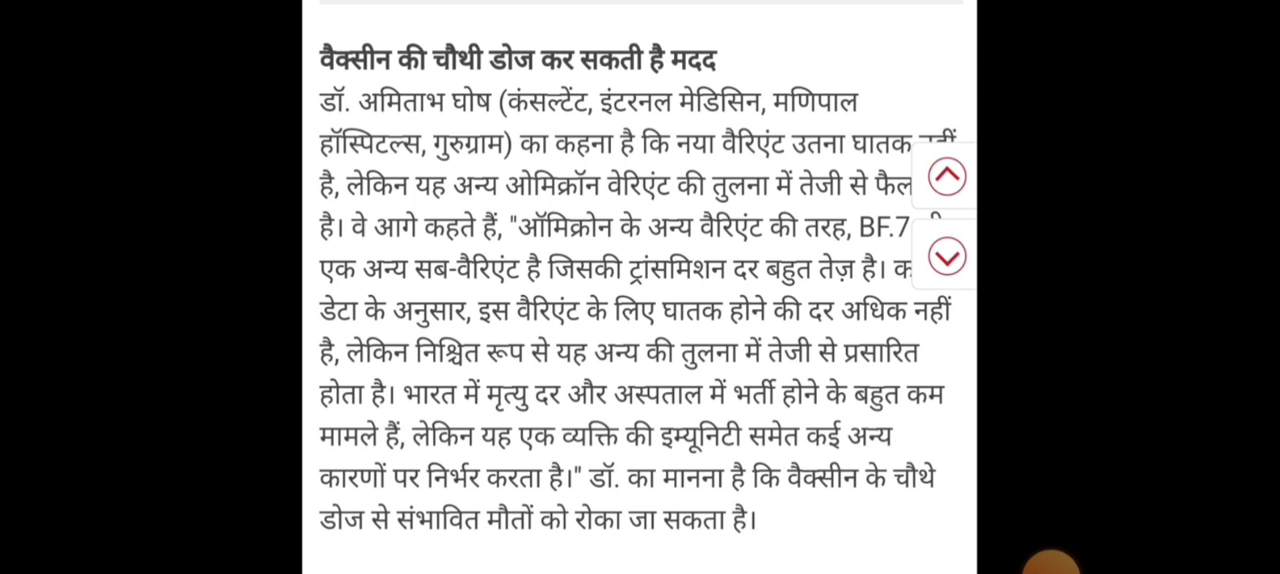 वैक्सीन की चौथी डोज कर सकती है मदद
डॉ. अमिताभ घोष (कंसल्टेंट, इंटरनल मेडिसिन, मणिपाल
हॉस्पिटल्स, गुरुग्राम) का कहना है कि नया वैरिएंट उतना घातक
है, लेकिन यह अन्य ओमिक्रॉन वेरिएंट की तुलना में तेजी से फैल
है। वे आगे कहते हैं, "ऑमिक्रोन के अन्य वैरिएंट की तरह, BF.7
एक अन्य सब-वैरिएंट है जिसकी ट्रांसमिशन दर बहुत तेज़ है।
डेटा के अनुसार, इस वैरिएंट के लिए घातक होने की दर अधिक नहीं
है, लेकिन निश्चित रूप से यह अन्य की तुलना में तेजी से प्रसारित
होता है। भारत में मृत्यु दर और अस्पताल में भर्ती होने के बहुत कम
मामले हैं, लेकिन यह एक व्यक्ति की इम्यूनिटी समेत कई अन्य
कारणों पर निर्भर करता है।" डॉ. का मानना है कि वैक्सीन के चौथे
डोज से संभावित मौतों को रोका जा सकता है।